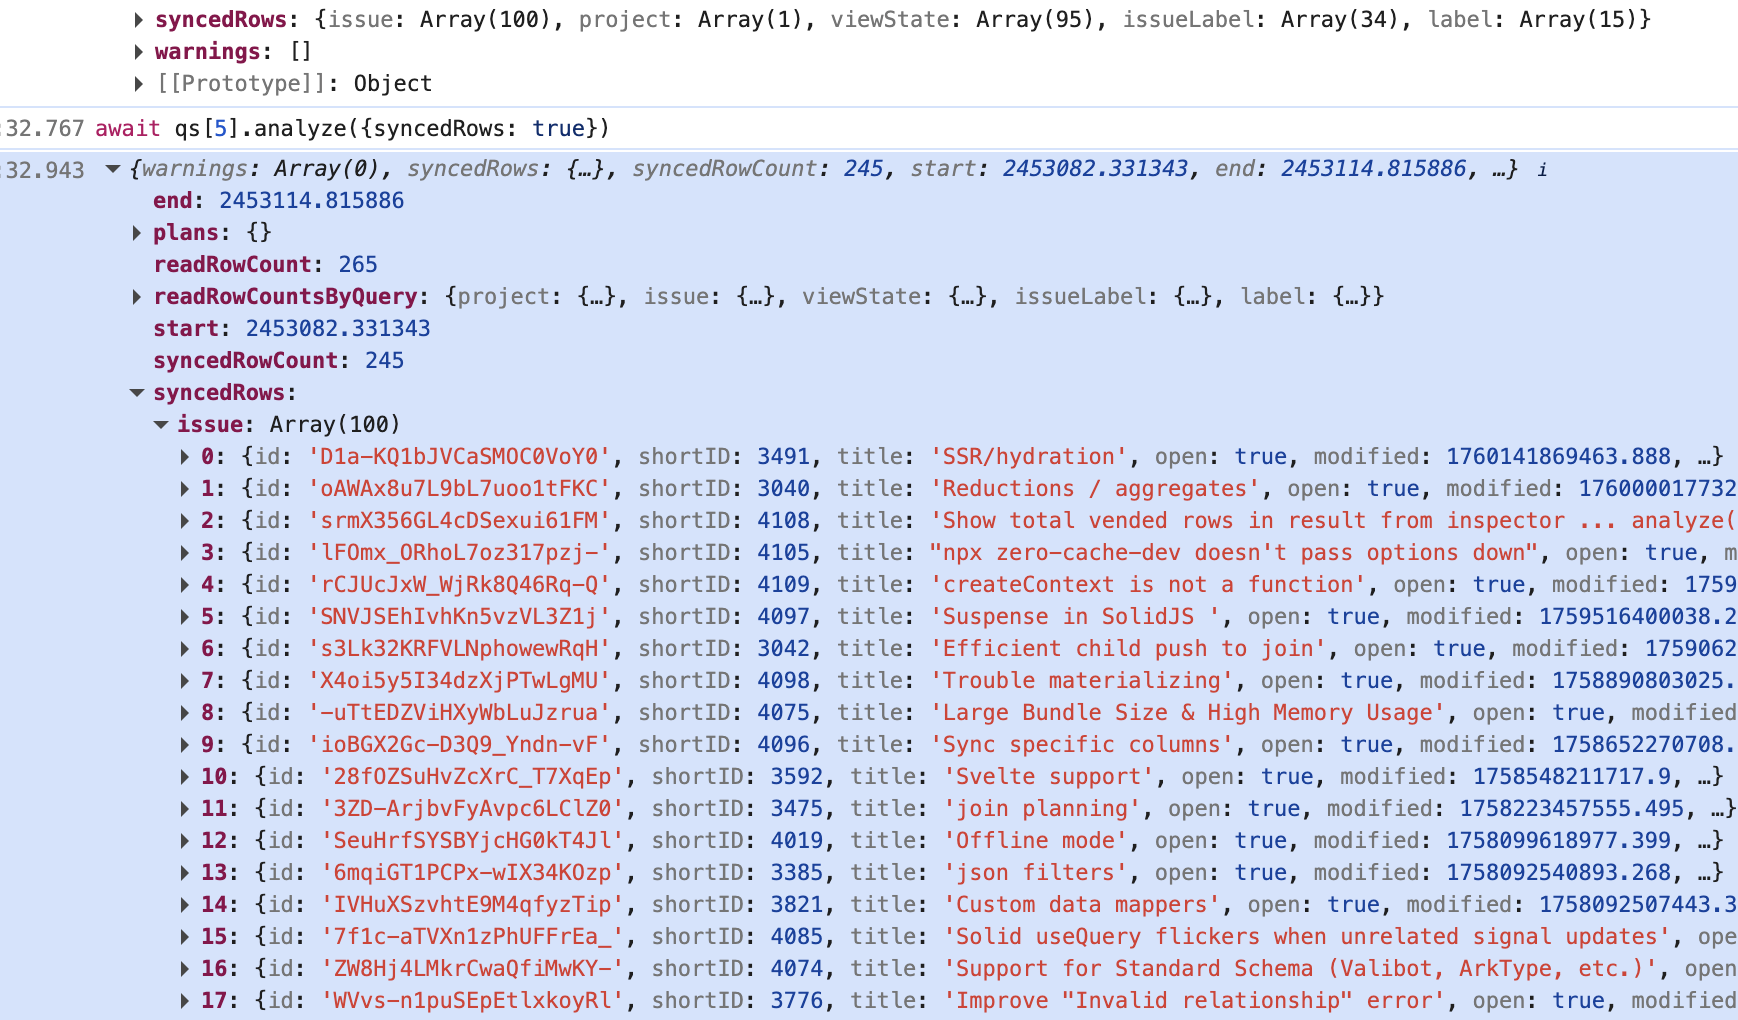 syncedRows: {issue: Array(100), project: Array(1), viewState: Array(95), issueLabel: Array(34), label: Array(15)}
warnings: []
[[Prototype]]: Object
:32.767 await qs[5].analyze({syncedRows: true})
:32.943 {warnings: Array(0), syncedRows: {…}, syncedRowCount: 245, start: 2453082.331343, end: 2453114.815886, …} i
end: 2453114.815886
plans: {}
readRowCount: 265
readRowCountsByQuery: {project: {…}, issue: {…}, viewState: {…}, issueLabel: {…}, label: {…}}
start: 2453082.331343
syncedRowCount: 245
syncedRows:
issue: Array(100)
0: {id: 'D1a-KQ1bJVCaSMOC0VoY0', shortID: 3491, title: 'SSR/hydration', open: true, modified: 1760141869463.888, …}
1: {id: 'oAWAx8u7L9bL7uoo1tFKC', shortID: 3040, title: 'Reductions / aggregates', open: true, modified: 176000017732
2: {id: 'srmX356GL4cDSexui61FM', shortID: 4108, title: 'Show total vended rows in result from inspector ... analyze(
3: {id: 'lFOmx_ORhoL7oz317pzj-', shortID: 4105, title: "npx zero-cache-dev doesn't pass options down", open: true, m
4: {id: 'rCJUcJxW_WjRk8Q46Rq-Q', shortID: 4109, title: 'createContext is not a function', open: true, modified: 1759
5: {id: 'SNVJSEhIvhKn5vzVL3Z1j', shortID: 4097, title: 'Suspense in SolidJS ', open: true, modified: 1759516400038.2
6: {id: 's3Lk32KRFVLNphowewRqH', shortID: 3042, title: 'Efficient child push to join', open: true, modified: 1759062
7: {id: 'X4oi5y5I34dzXjPTwLgMU', shortID: 4098, title: 'Trouble materializing', open: true, modified: 1758890803025.
8: {id: '-uTtEDZViHXyWbLuJzrua', shortID: 4075, title: 'Large Bundle Size & High Memory Usage', open: true, modified
9: {id: 'ioBGX2Gc-D3Q9_Yndn-vF', shortID: 4096, title: 'Sync specific columns', open: true, modified: 1758652270708.
10: {id: '28fOZSuHvZcXrC_T7XqEp', shortID: 3592, title: 'Svelte support', open: true, modified: 1758548211717.9, …}
11: {id: '3ZD-ArjbvFyAvpc6LClZ0', shortID: 3475, title: 'join planning', open: true, modified: 1758223457555.495, …}
12: {id: 'SeuHrfSYSBYjcHG0kT4Jl', shortID: 4019, title: 'Offline mode', open: true, modified: 1758099618977.399, …}
13: {id: '6mqiGT1PCPx-wIX34KOzp', shortID: 3385, title: 'json filters', open: true, modified: 1758092540893.268, …}
14: {id: 'IVHuXSzvhtE9M4qfyzTip', shortID: 3821, title: 'Custom data mappers', open: true, modified: 1758092507443.3
15: {id: '7f1c-aTVXn1zPhUFFrEa_', shortID: 4085, title: 'Solid useQuery flickers when unrelated signal updates', ope
16: {id: 'ZW8Hj4LMkrCwaQfiMwKY-', shortID: 4074, title: 'Support for Standard Schema (Valibot, ArkType, etc.)', open
17: {id: 'WVvs-n1puSEpEtlxkoyRl', shortID: 3776, title: 'Improve "Invalid relationship" error', open: true, modified